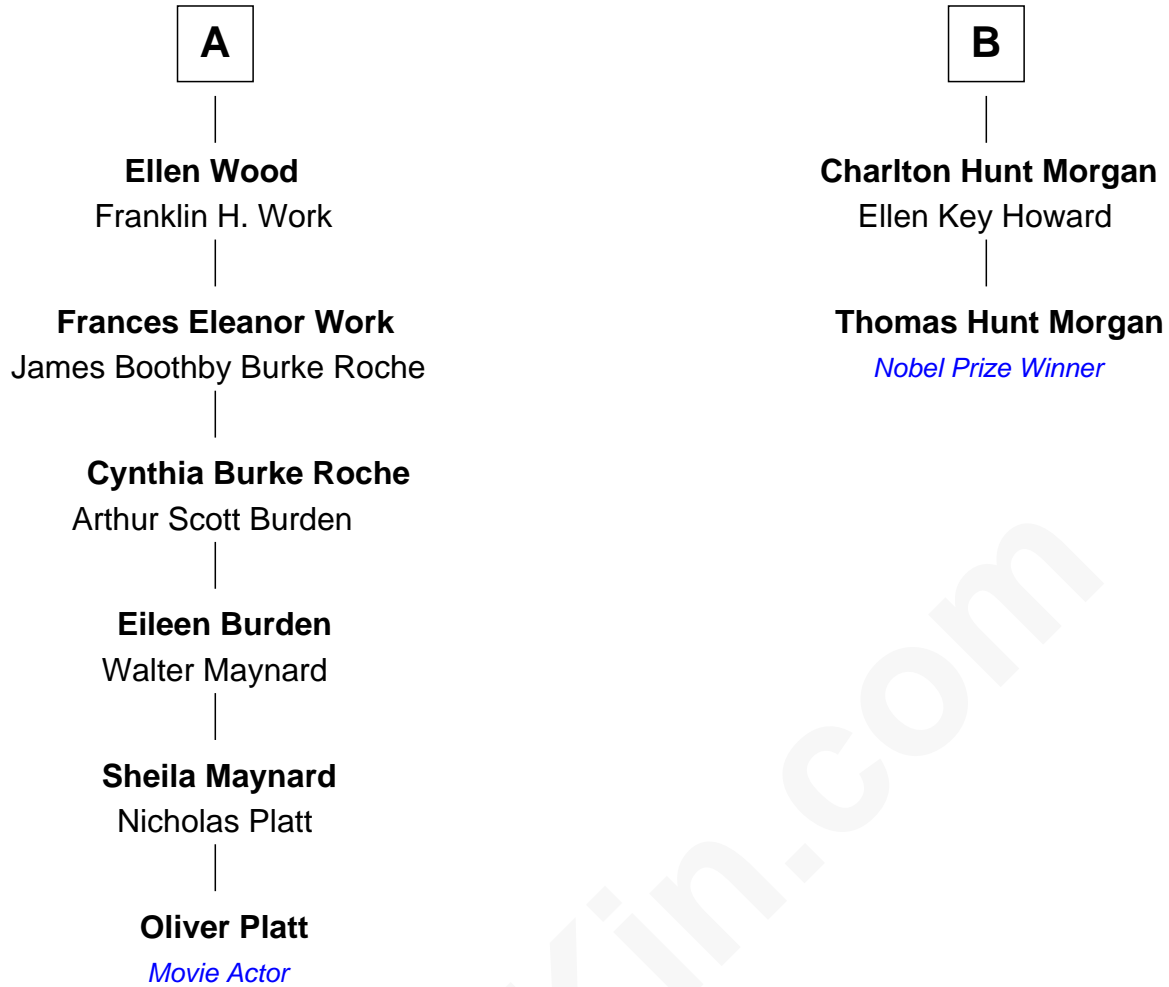 A
Ellen Wood
Franklin H. Work
Frances Eleanor Work
James Boothby Burke Roche
Cynthia Burke Roche
Arthur Scott Burden
Eileen Burden
Walter Maynard
Sheila Maynard
Nicholas Platt
Oliver Platt
Movie Actor
B
Charlton Hunt Morgan
Ellen Key Howard
Thomas Hunt Morgan
Nobel Prize Winner
kin.com